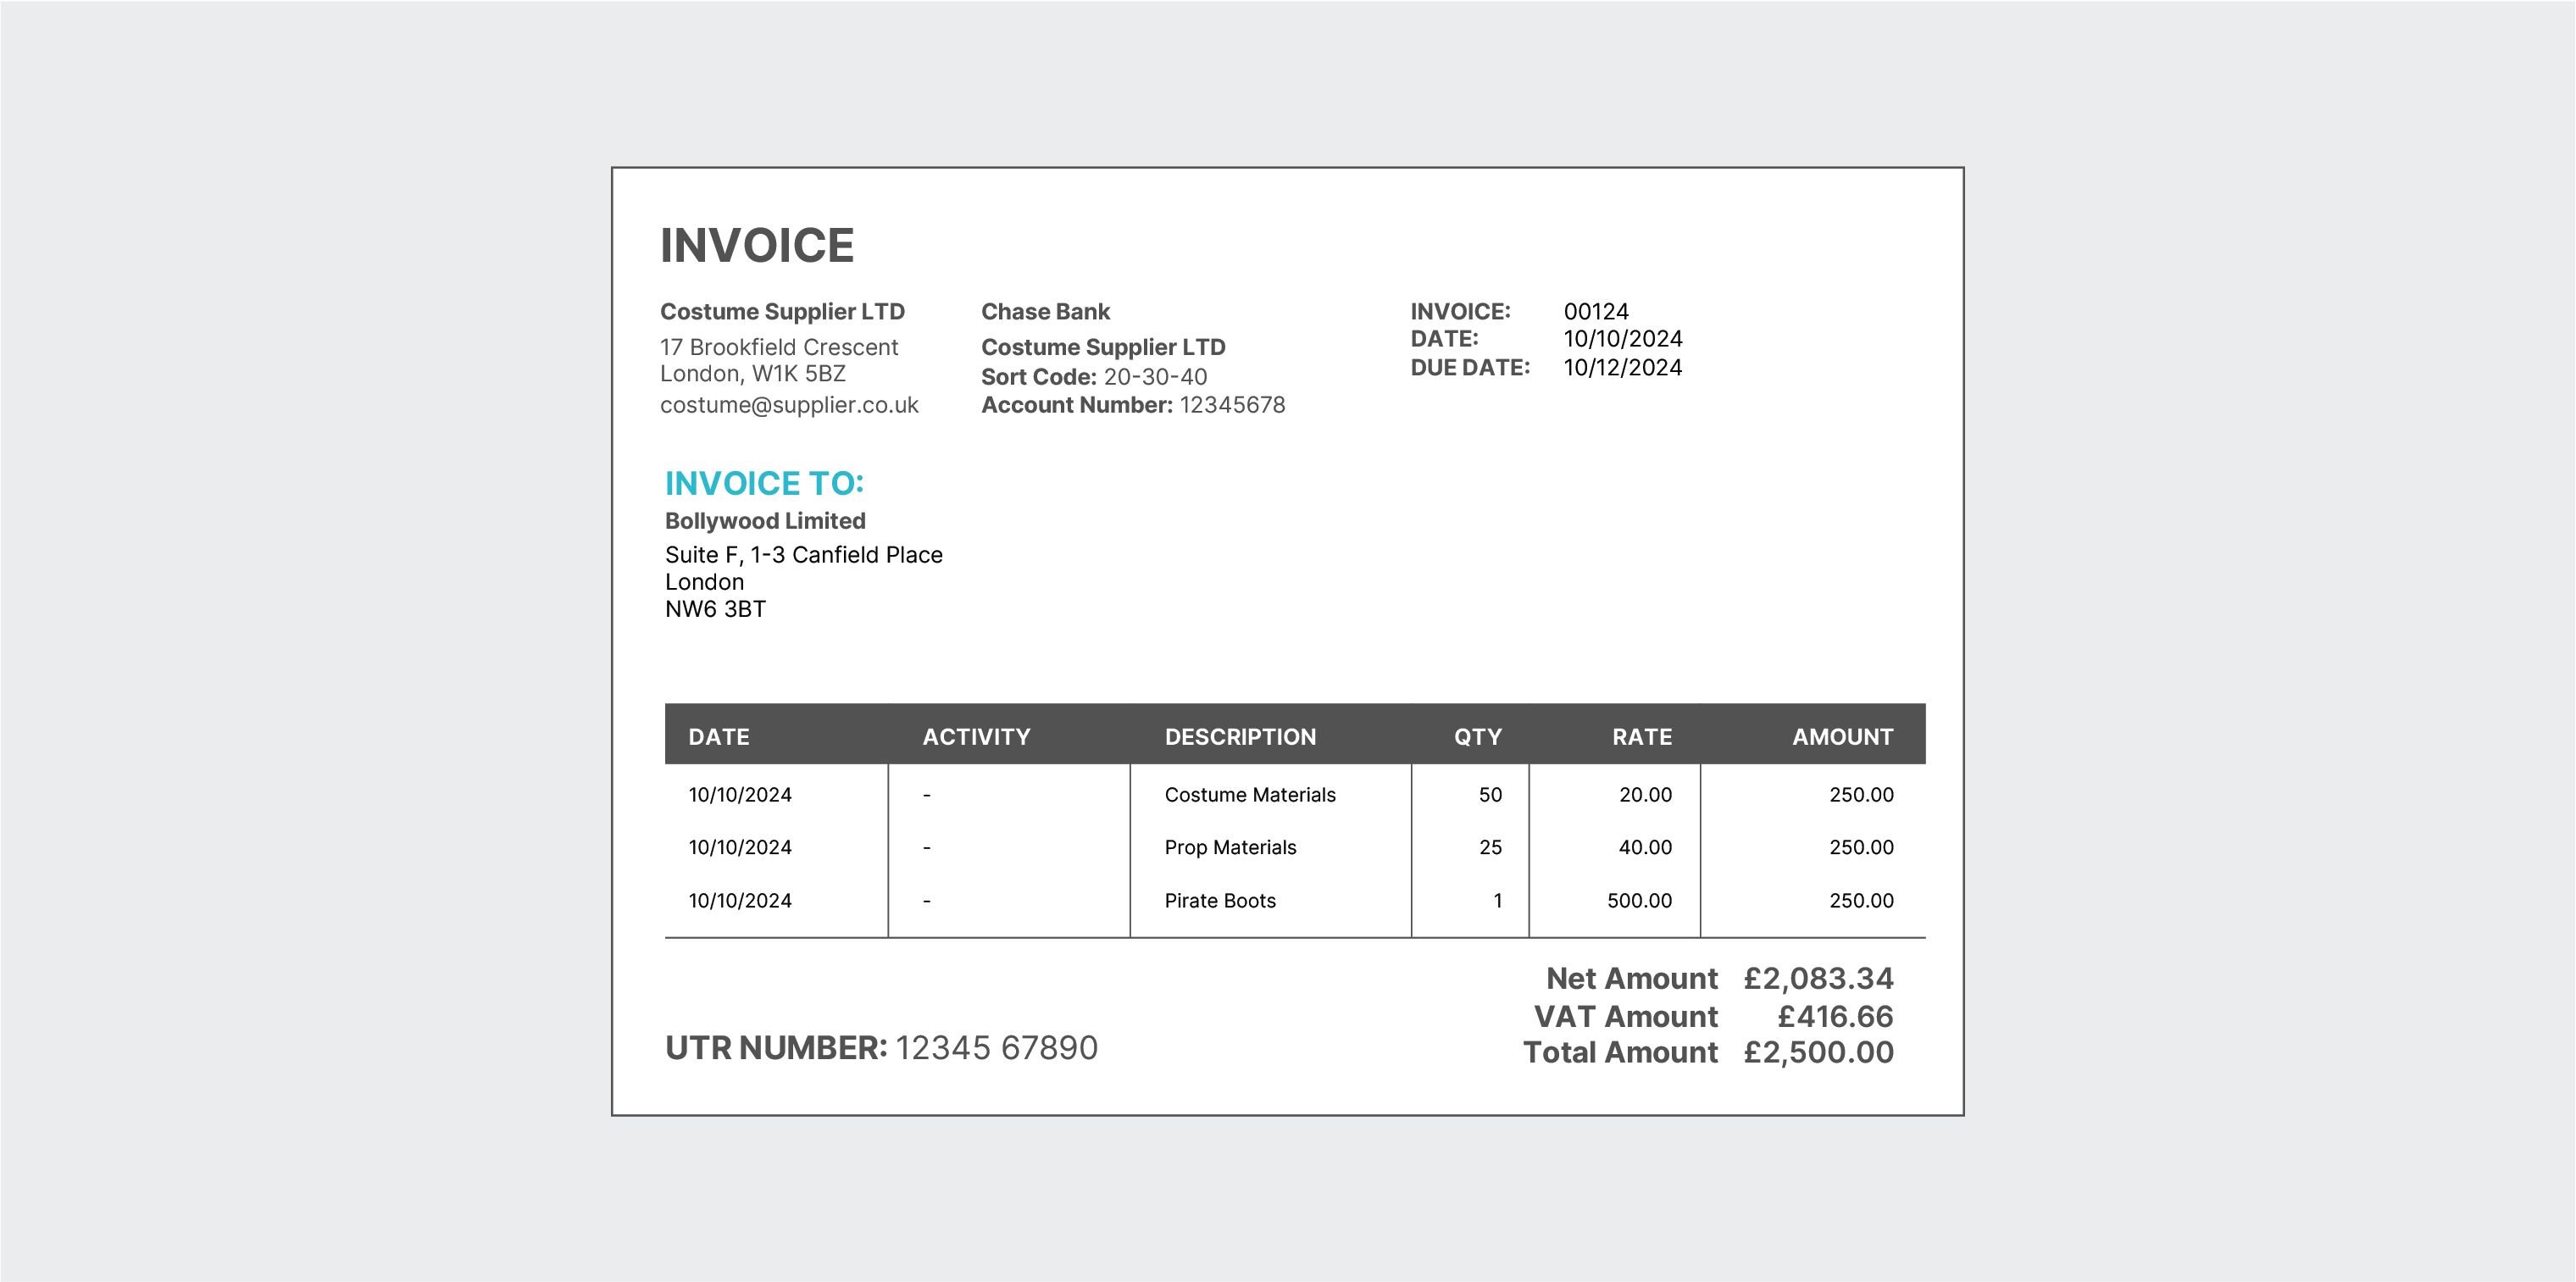 INVOICE
Costume Supplier LTD
17 Brookfield Crescent
London, W1K 5BZ
costume@supplier.co.uk
Chase Bank
Costume Supplier LTD
Sort Code: 20-30-40
Account Number: 12345678
INVOICE: 00124
DATE: 10/10/2024
DUE DATE: 10/12/2024
INVOICE TO:
Bollywood Limited
Suite F, 1-3 Canfield Place
London
NW6 3BT
DATE ACTIVITY DESCRIPTION QTY RATE AMOUNT
10/10/2024 - Costume Materials 50 20.00 250.00
10/10/2024 - Prop Materials 25 40.00 250.00
10/10/2024 - Pirate Boots 1 500.00 250.00
Net Amount £2,083.34
VAT Amount £416.66
Total Amount £2,500.00
UTR NUMBER: 12345 67890